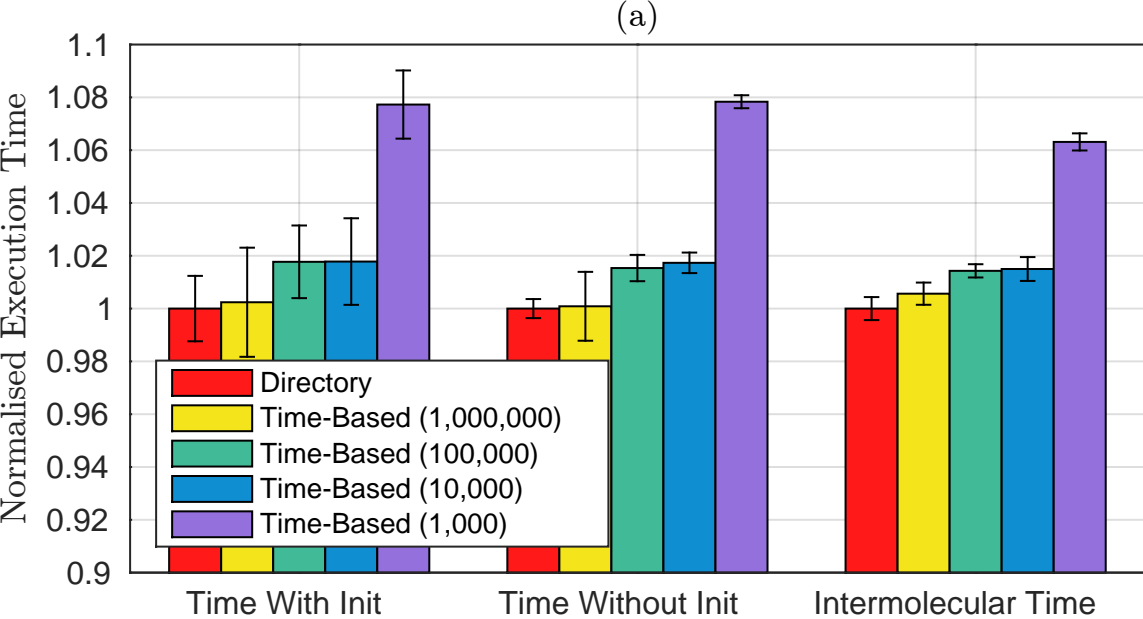 (a)
Normalised Execution Time
1.1
1.08
1.06
1.04
1.02
1
0.98
0.96
0.94
0.92
0.9
Directory
Time-Based (1,000,000)
Time-Based (100,000)
Time-Based (10,000)
Time-Based (1,000)
Time With Init
Time Without Init
Intermolecular Time